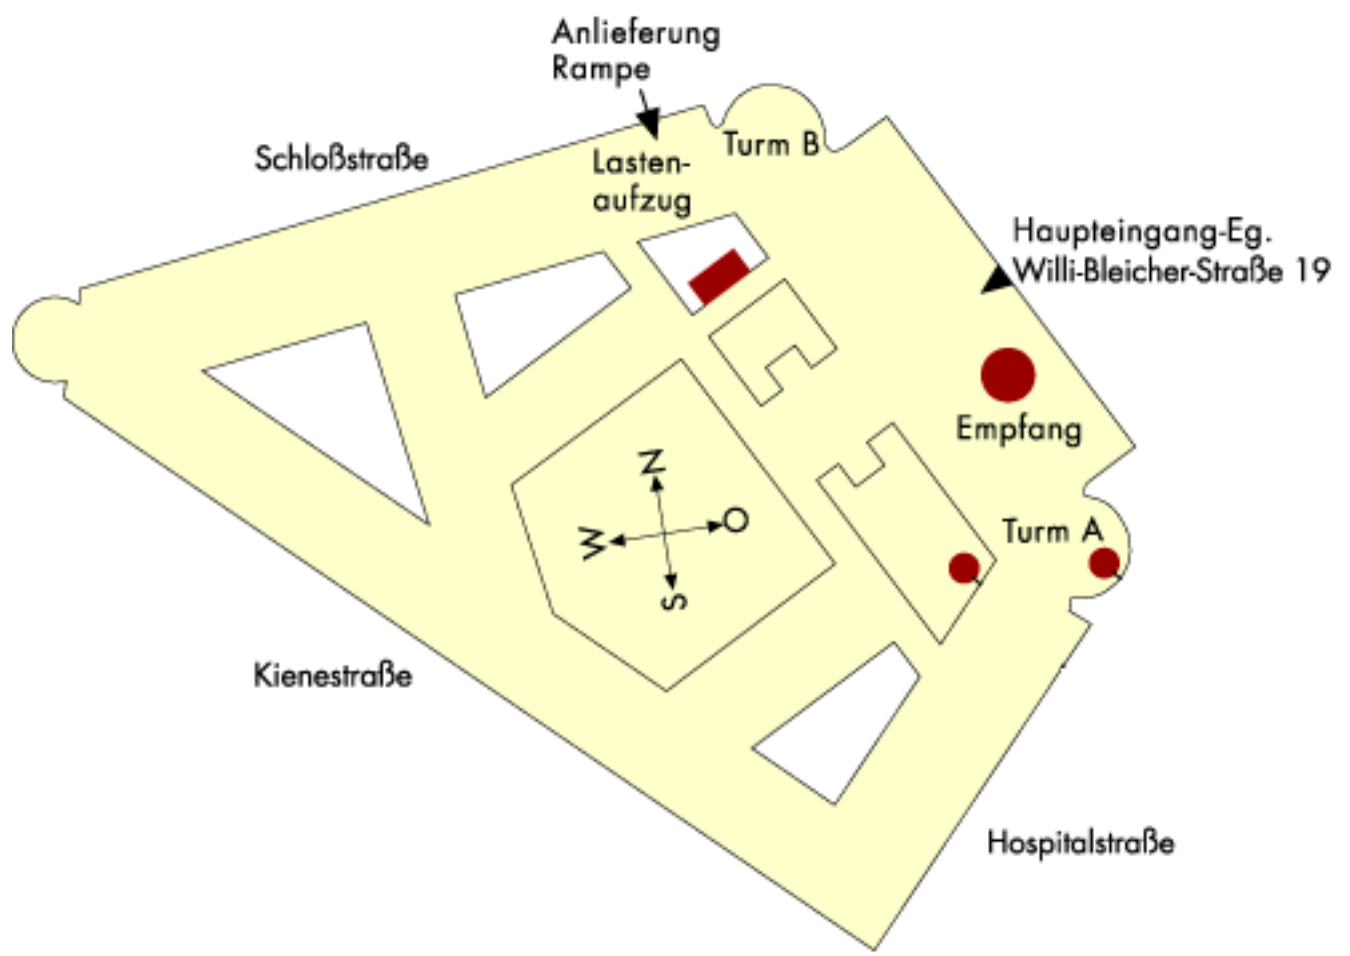 Anlieferung
Rampe
Schloßstraße
Turm B
Lasten-
aufzug
Haupteingang-Eg.
Willi-Bleicher-Straße 19
Empfang
N
W
O
S
Turm A
Kienestraße
Hospitalstraße